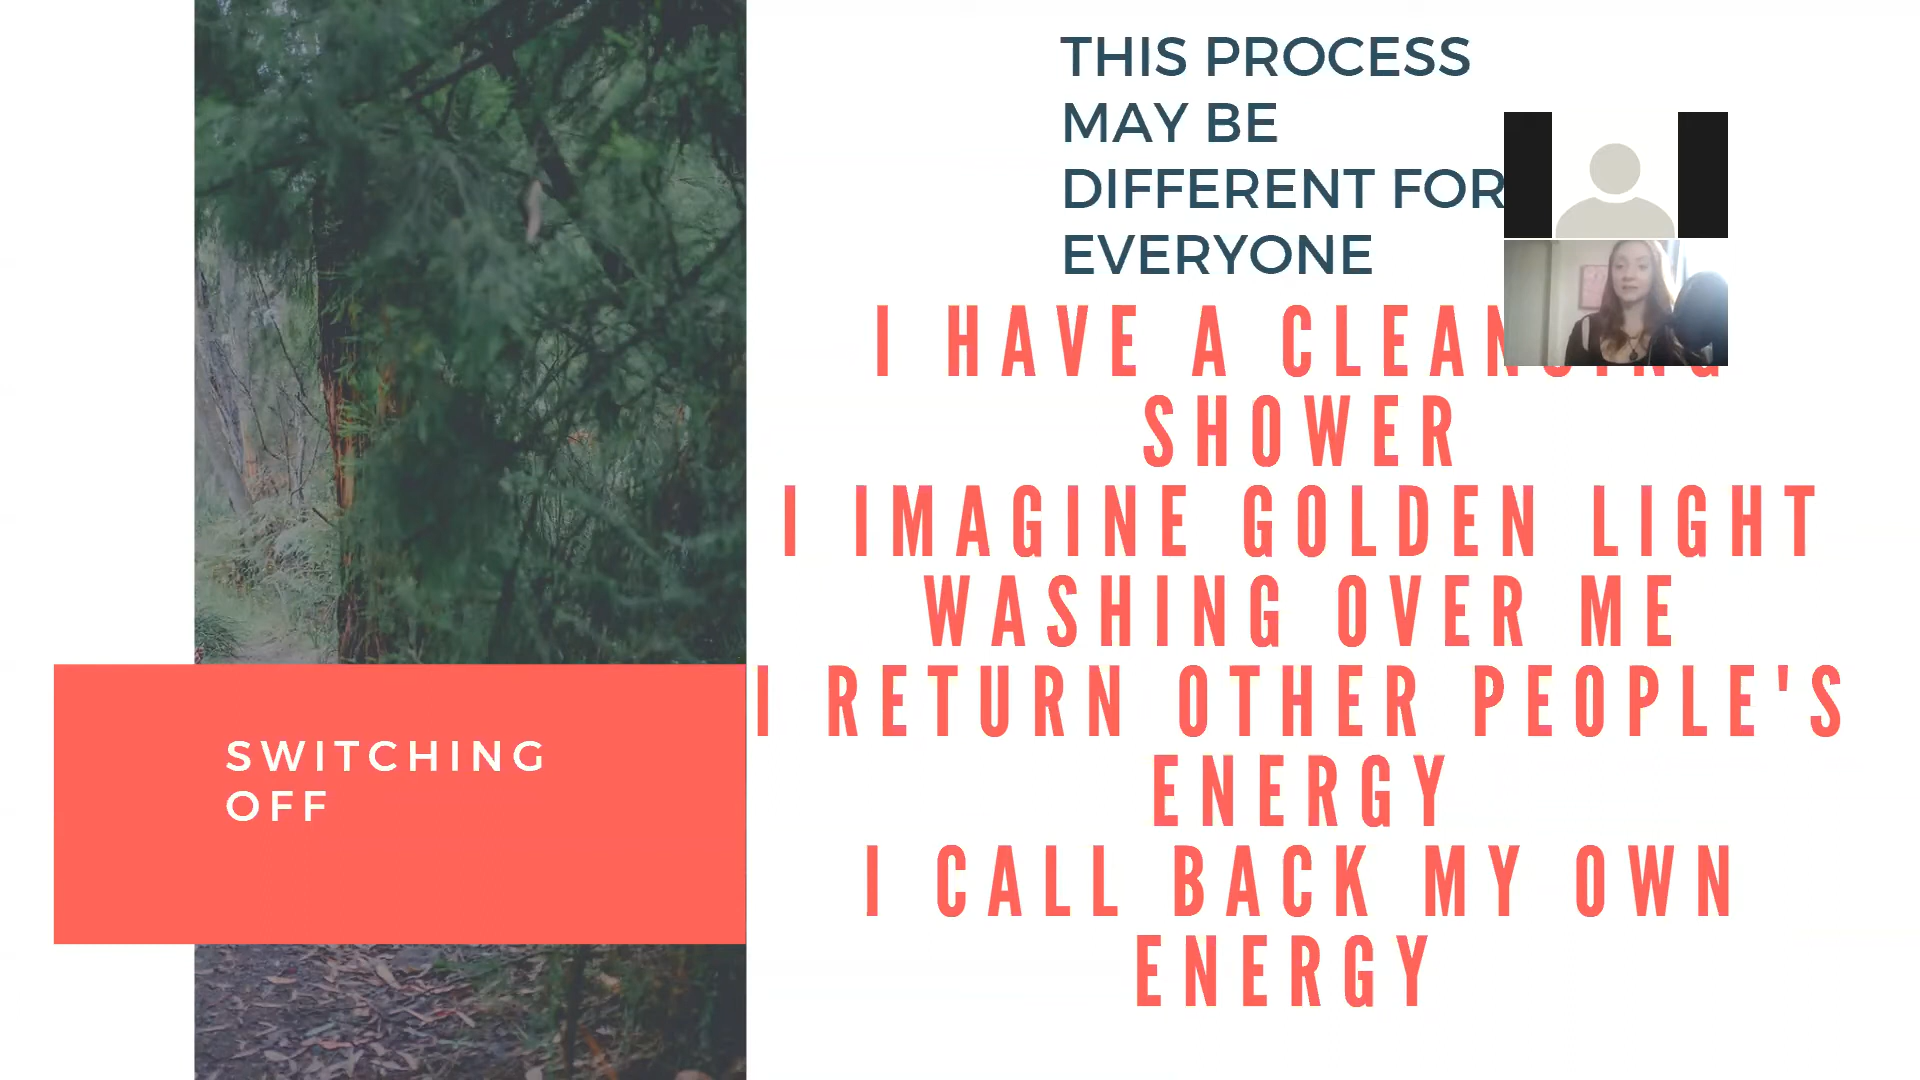 THIS PROCESS
MAY BE
DIFFERENT FOR
EVERYONE
I HAVE A CLEANSING
SHOWER
I IMAGINE GOLDEN LIGHT
WASHING OVER ME
I RETURN OTHER PEOPLE'S
ENERGY
I CALL BACK MY OWN
ENERGY
SWITCHING
OFF